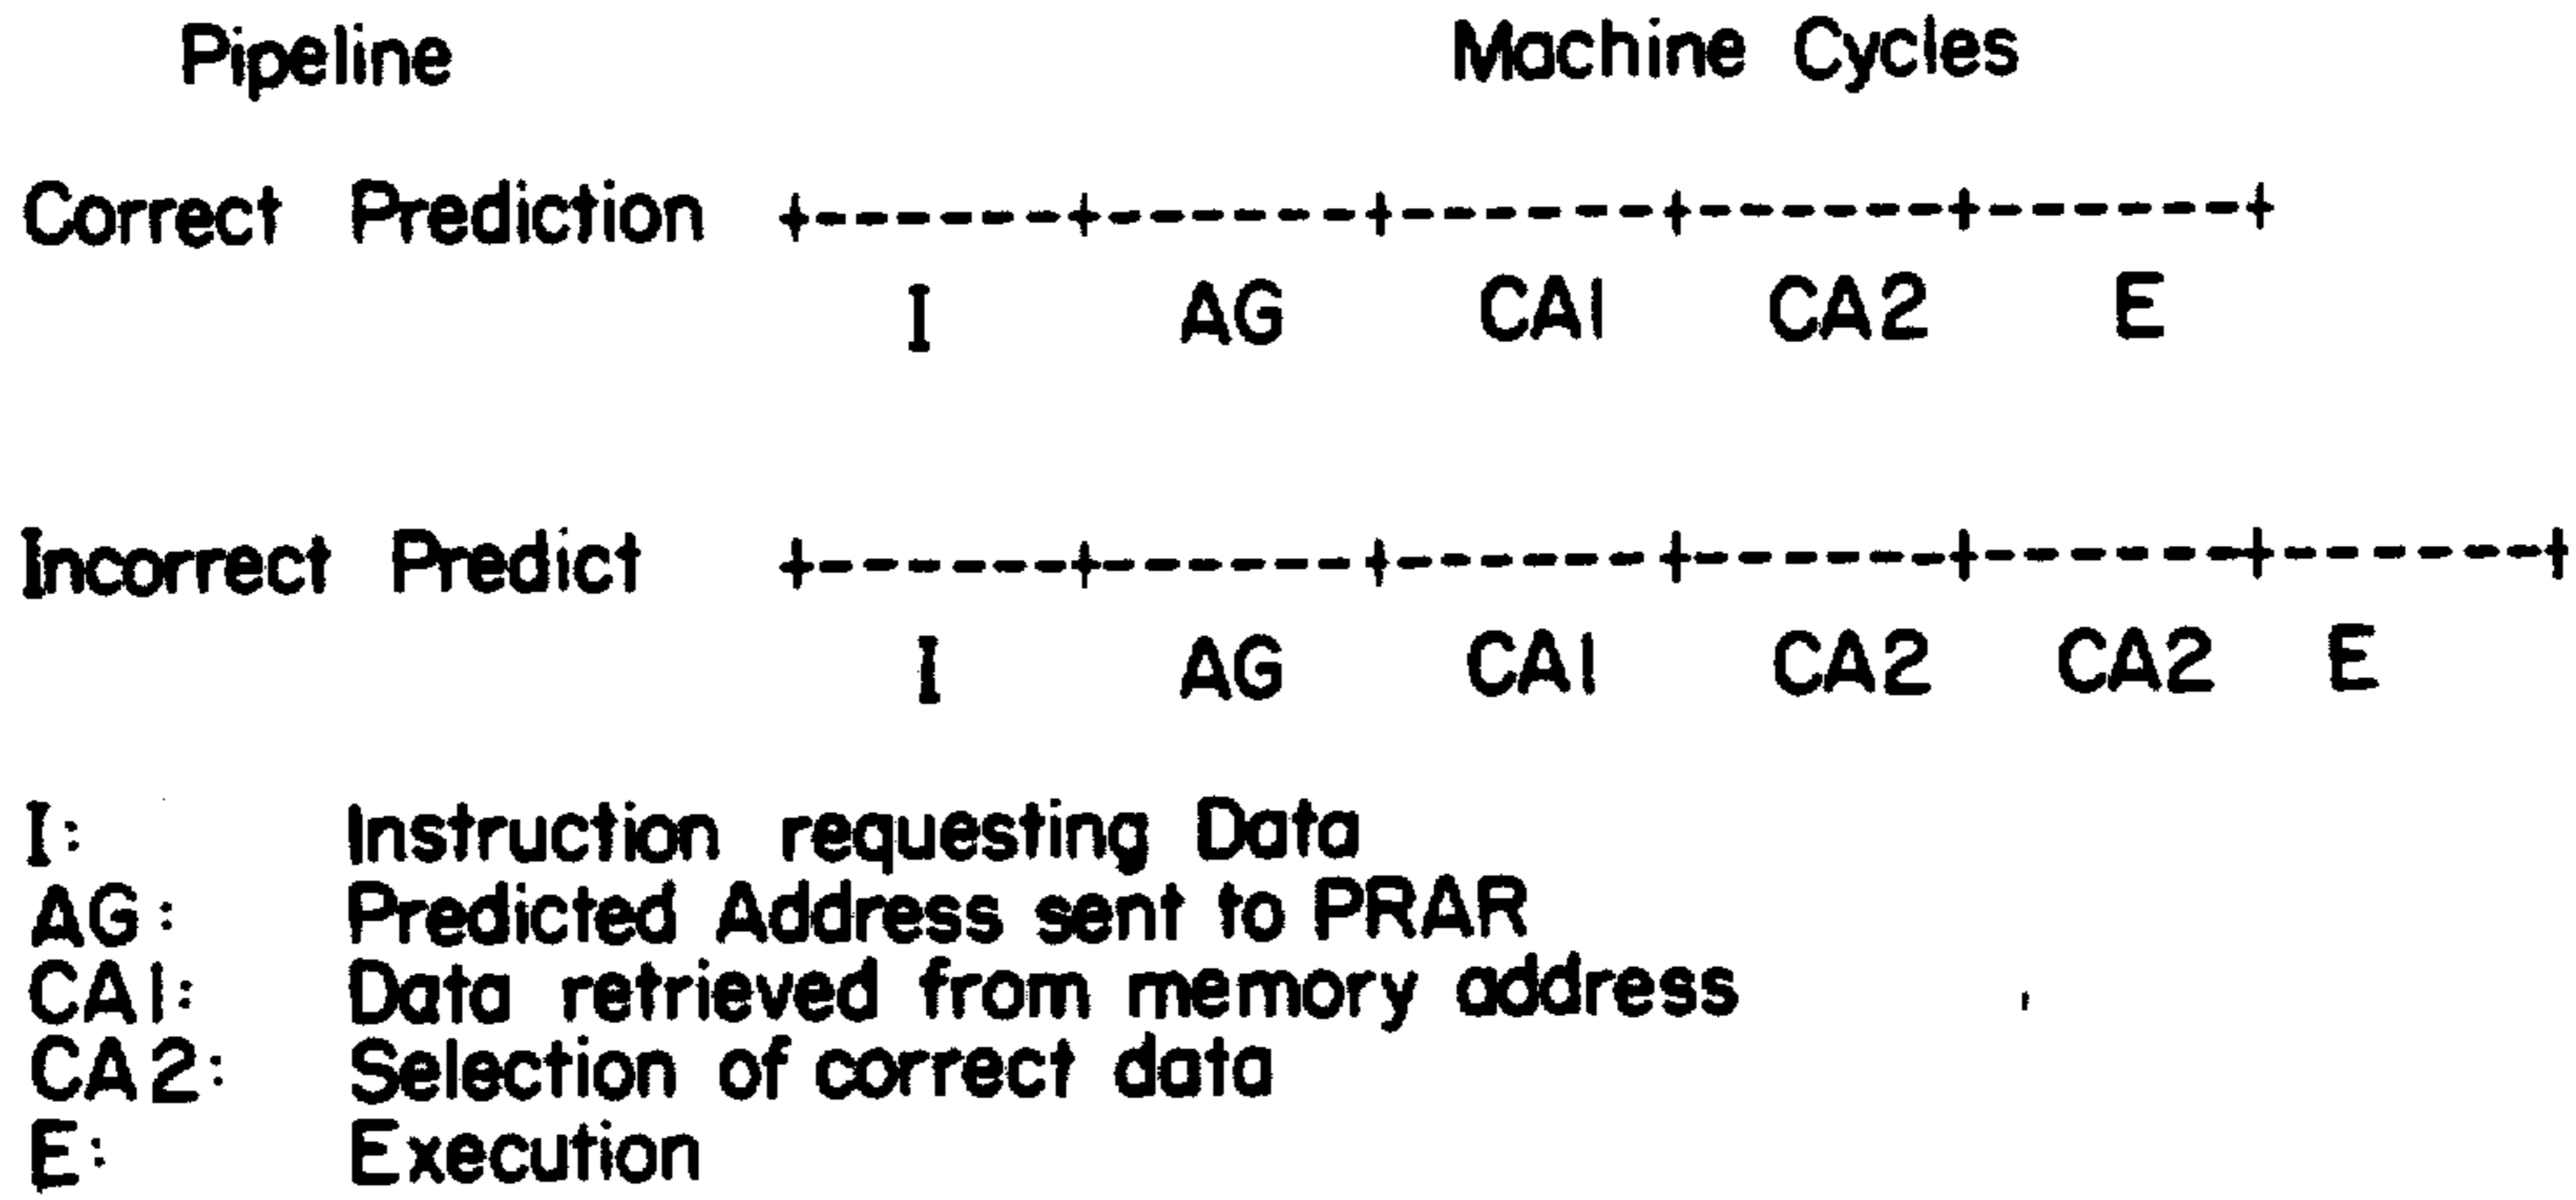 Pipeline Machine Cycles
Correct Prediction +-------+-------+-------+-------+-------+
I AG CA1 CA2 E
Incorrect Predict +-------+-------+-------+-------+-------+-------+
I AG CA1 CA2 CA2 E
I: Instruction requesting Data
AG: Predicted Address sent to PRAR
CA1: Data retrieved from memory address
CA2: Selection of correct data
E: Execution